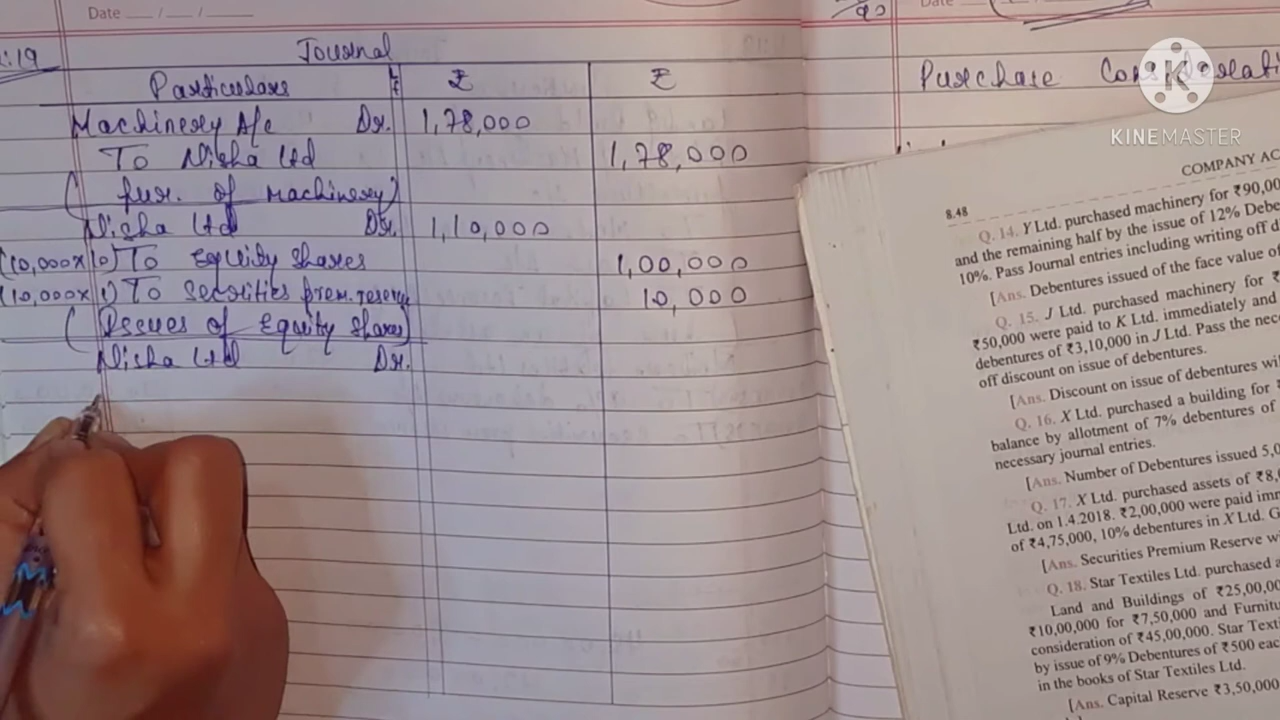 Date __/__/__
:19
Journal
Particulars ₹ ₹
Machinery A/c Dr. 1,78,000
To Nisha Ltd 1,78,000
(pur. of machinery)
Nisha Ltd Dr. 1,10,000
(10,000×10) To Equity shares 1,00,000
(10,000×1) To Securities prem. reserve 10,000
(Issues of Equity shares)
Nisha Ltd Dr.
90
Date
Purchase
KINEMASTER
COMPANY AC
8.48
Q. 14. Y Ltd. purchased machinery for ₹90,00
and the remaining half by the issue of 12% Debe
10%. Pass Journal entries including writing off d
[Ans. Debentures issued of the face value of
Q. 15. J Ltd. purchased machinery for ₹
₹50,000 were paid to K Ltd. immediately and
debentures of ₹3,10,000 in J Ltd. Pass the nece
off discount on issue of debentures.
[Ans. Discount on issue of debentures wi
Q. 16. X Ltd. purchased a building for
balance by allotment of 7% debentures of
necessary journal entries.
[Ans. Number of Debentures issued 5,0
Q. 17. X Ltd. purchased assets of ₹8,0
Ltd. on 1.4.2018. ₹2,00,000 were paid imm
of ₹4,75,000, 10% debentures in X Ltd. G
[Ans. Securities Premium Reserve wi
Q. 18. Star Textiles Ltd. purchased a
Land and Buildings of ₹25,00,00
₹10,00,000 for ₹7,50,000 and Furnitu
consideration of ₹45,00,000. Star Texti
by issue of 9% Debentures of ₹500 eac
in the books of Star Textiles Ltd.
[Ans. Capital Reserve ₹3,50,000